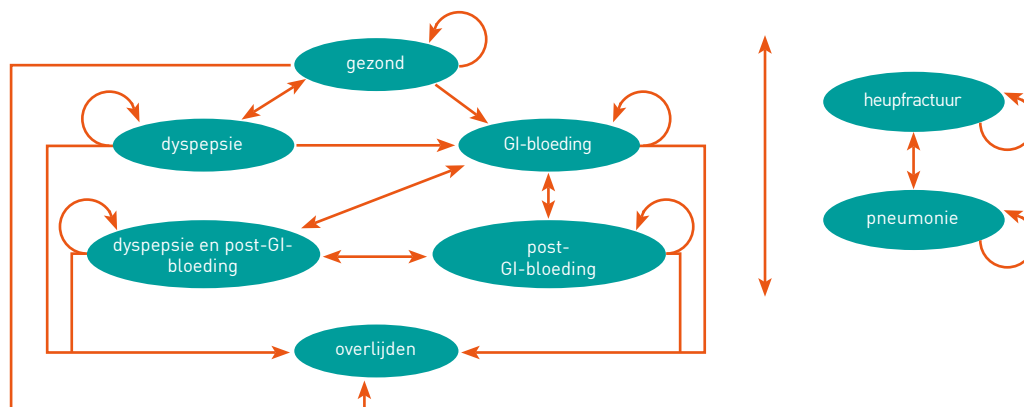 gezond
dyspepsie
GI-bloeding
dyspepsie en post-GI-
bloeding
post-
GI-bloeding
overlijden
heupfractuur
pneumonie